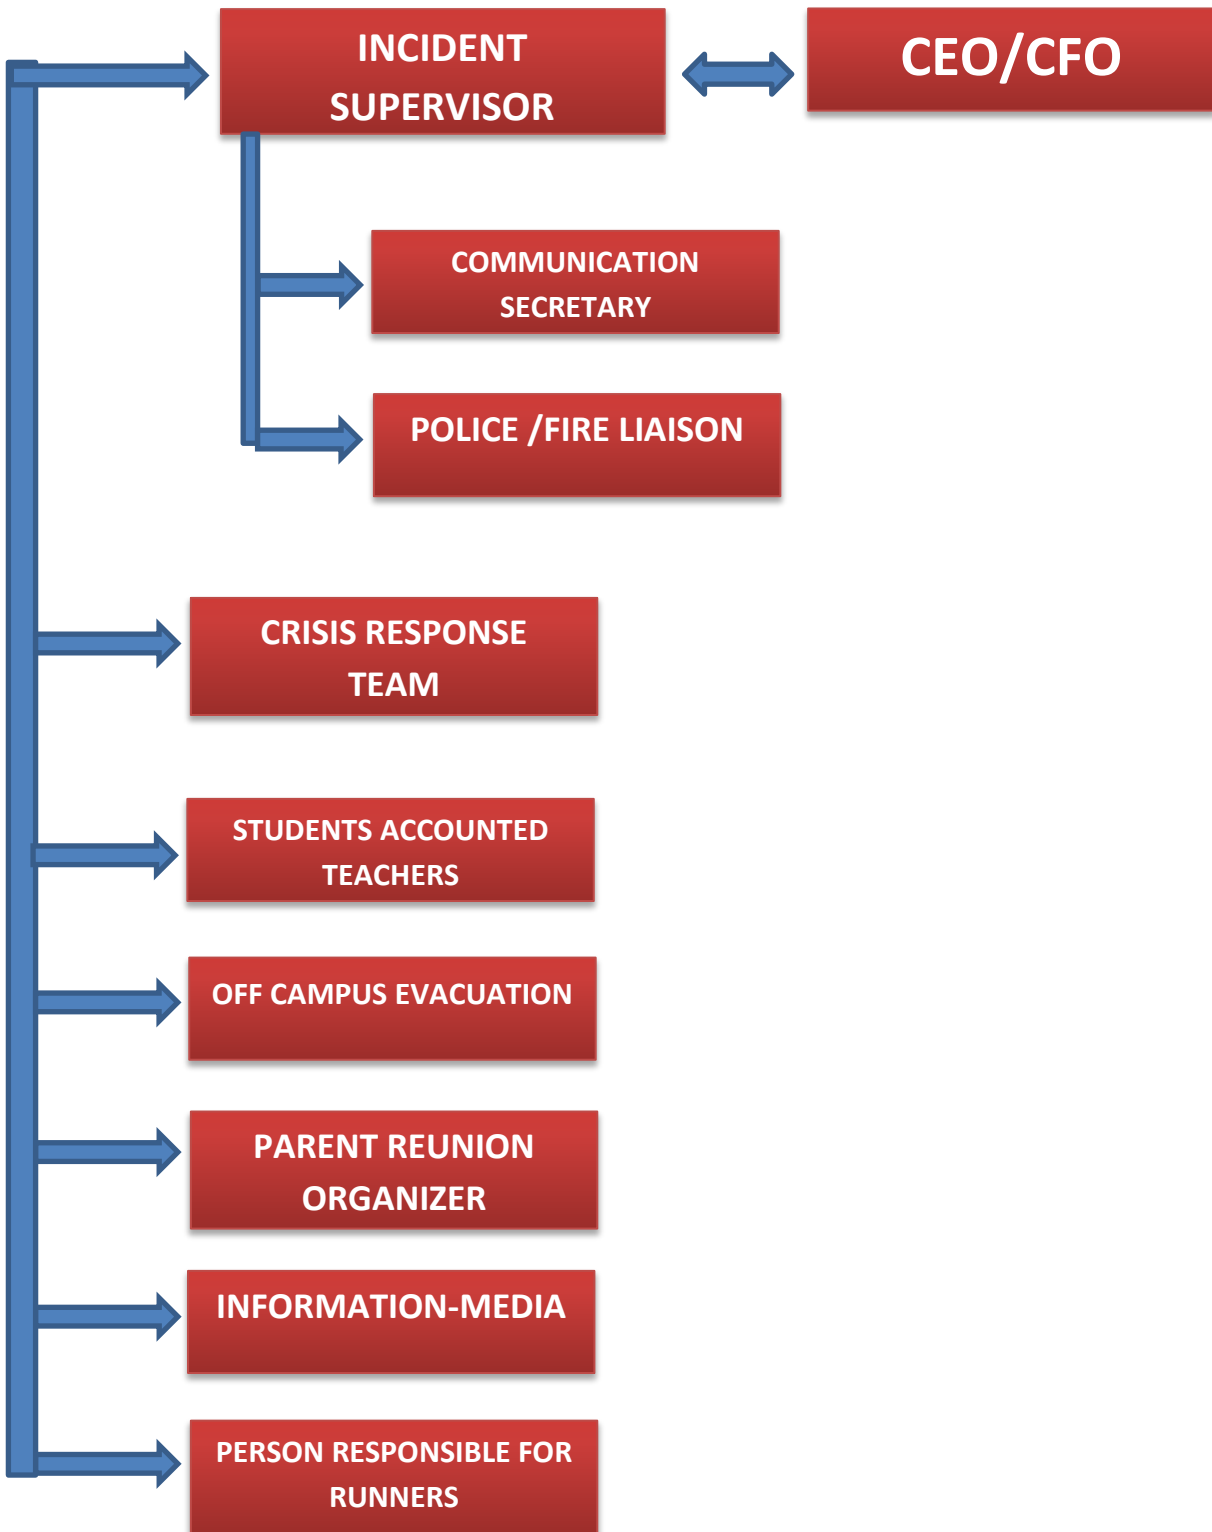 INCIDENT
SUPERVISOR
CEO/CFO
COMMUNICATION
SECRETARY
POLICE /FIRE LIAISON
CRISIS RESPONSE
TEAM
STUDENTS ACCOUNTED
TEACHERS
OFF CAMPUS EVACUATION
PARENT REUNION
ORGANIZER
INFORMATION-MEDIA
PERSON RESPONSIBLE FOR
RUNNERS